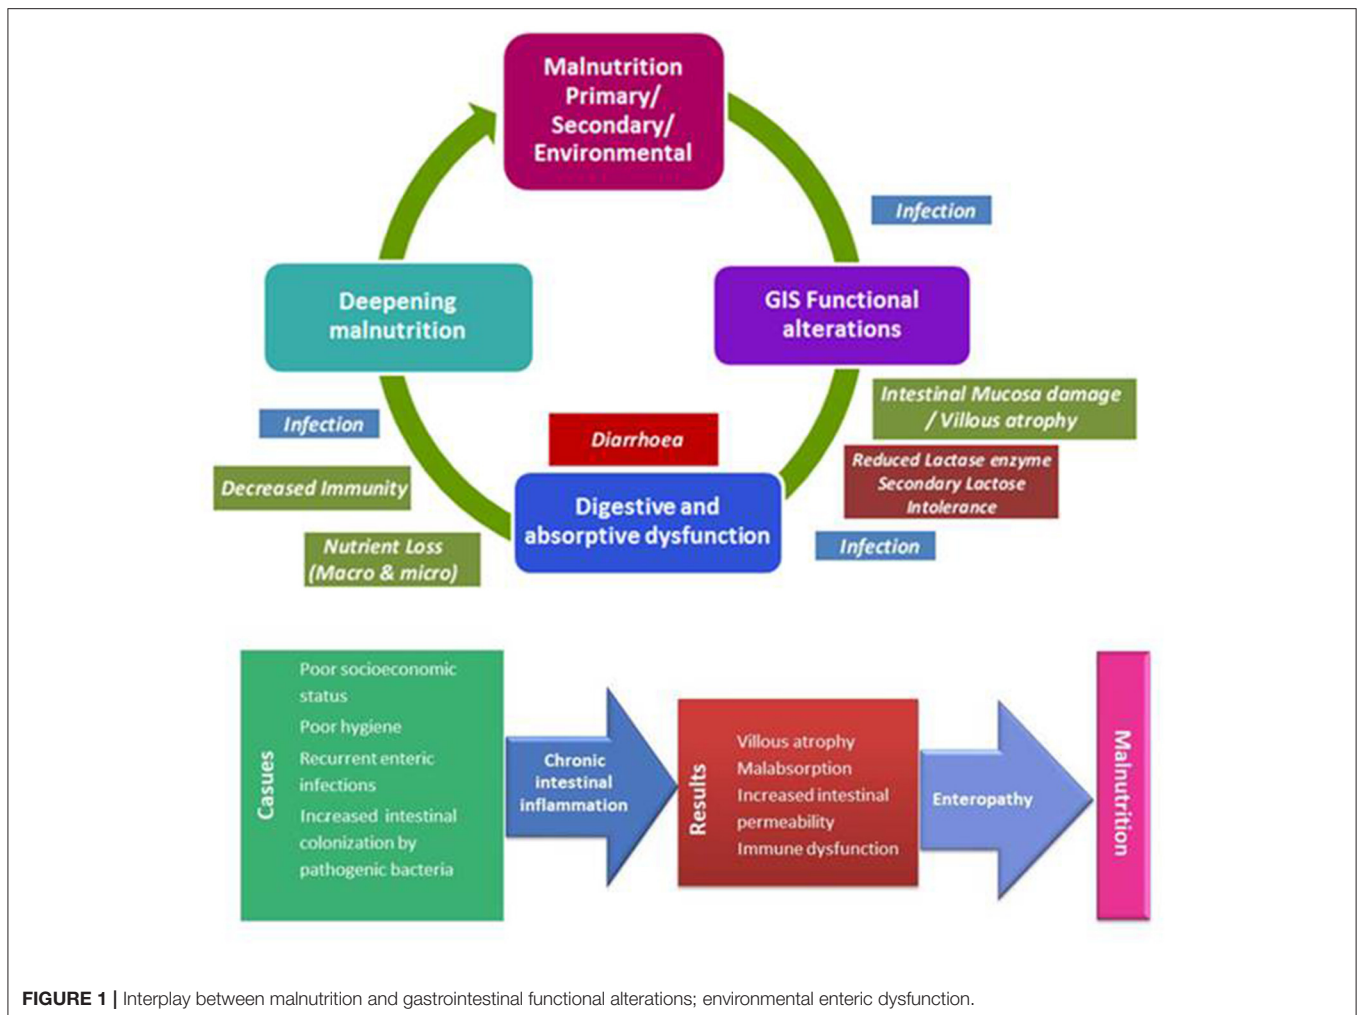 Malnutrition
Primary/
Secondary/
Environmental
Infection
GIS Functional
alterations
Intestinal Mucosa damage
/ Villous atrophy
Reduced Lactase enzyme
Secondary Lactose
Intolerance
Infection
Diarrhoea
Digestive and
absorptive dysfunction
Nutrient Loss
(Macro & micro)
Decreased Immunity
Infection
Deepening
malnutrition
Casues
Poor socioeconomic
status
Poor hygiene
Recurrent enteric
infections
Increased intestinal
colonization by
pathogenic bacteria
Chronic
intestinal
inflammation
Results
Villous atrophy
Malabsorption
Increased intestinal
permeability
Immune dysfunction
Enteropathy
Malnutrition
FIGURE 1 | Interplay between malnutrition and gastrointestinal functional alterations; environmental enteric dysfunction.